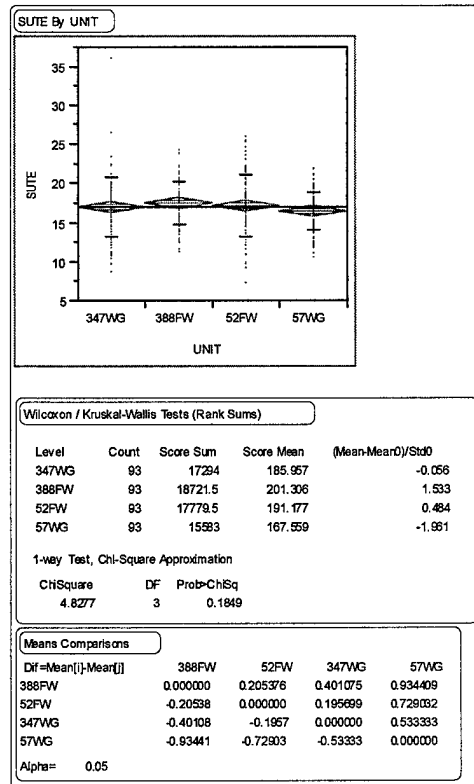 SUTE By UNIT
35
30
25
20
15
10
5
SUTE
347WG 388FW 52FW 57WG
UNIT
Wilcoxon / Kruskal-Wallis Tests (Rank Sums)
Level Count Score Sum Score Mean (Mean-Mean0)/Std0
347WG 93 17294 185.957 -0.056
388FW 93 18721.5 201.306 1.533
52FW 93 17779.5 191.177 0.484
57WG 93 15583 167.559 -1.961
1-way Test, Chi-Square Approximation
ChiSquare DF Prob>ChiSq
4.8277 3 0.1849
Means Comparisons
Dif=Mean[i]-Mean[j] 388FW 52FW 347WG 57WG
388FW 0.000000 0.205376 0.401075 0.934409
52FW -0.20538 0.000000 0.195699 0.729032
347WG -0.40108 -0.1957 0.000000 0.533333
57WG -0.93441 -0.72903 -0.53333 0.000000
Alpha= 0.05